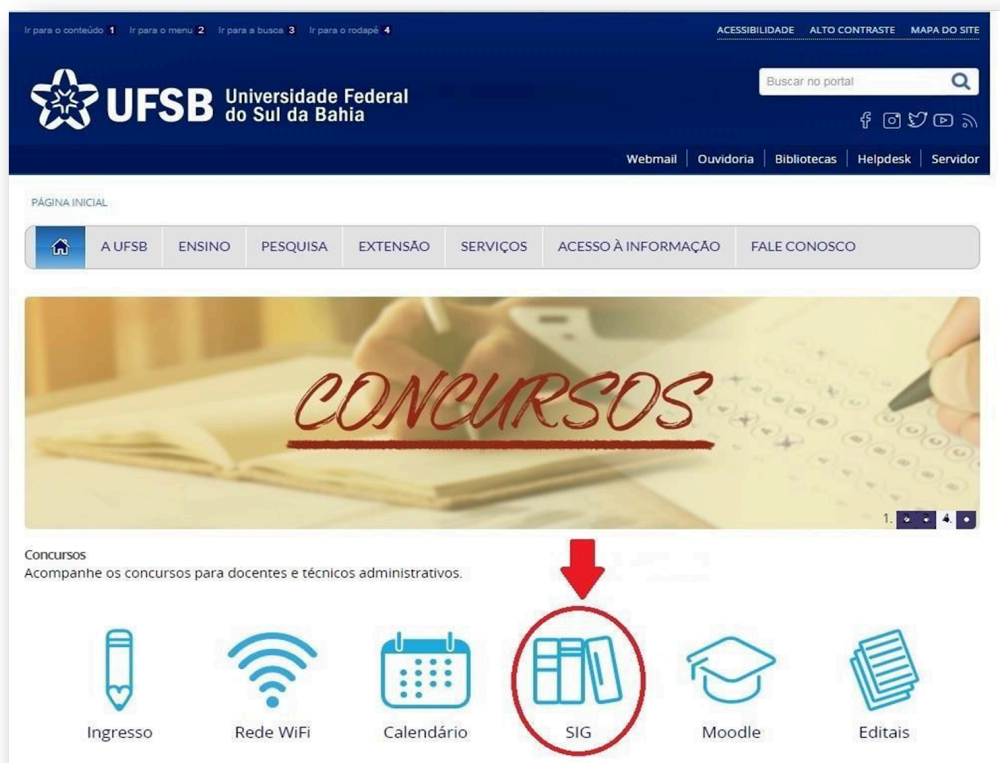 Ir para o conteúdo 1 Ir para o menu 2 Ir para a busca 3 Ir para o rodapé 4
ACESSIBILIDADE ALTO CONTRASTE MAPA DO SITE
UFSB Universidade Federal
do Sul da Bahia
Buscar no portal
Webmail Ouvidoria Bibliotecas Helpdesk Servidor
PÁGINA INICIAL
A UFSB ENSINO PESQUISA EXTENSÃO SERVIÇOS ACESSO À INFORMAÇÃO FALE CONOSCO
CONCURSOS
1. 4.
Concursos
Acompanhe os concursos para docentes e técnicos administrativos.
Ingresso Rede WiFi Calendário SIG Moodle Editais